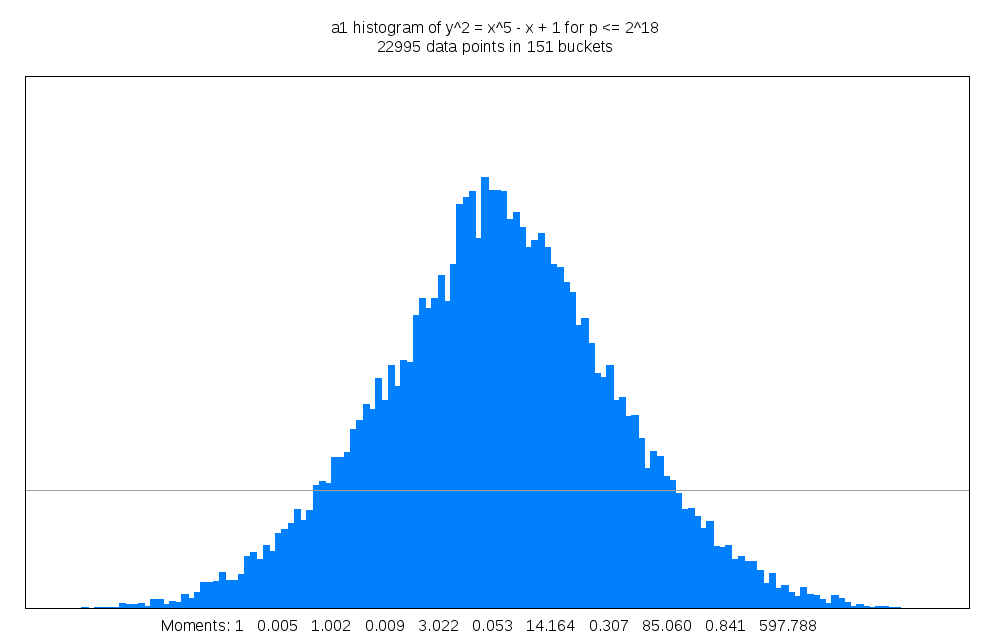 a1 histogram of y^2 = x^5 - x + 1 for p <= 2^18
22995 data points in 151 buckets
Moments: 1 0.005 1.002 0.009 3.022 0.053 14.164 0.307 85.060 0.841 597.788